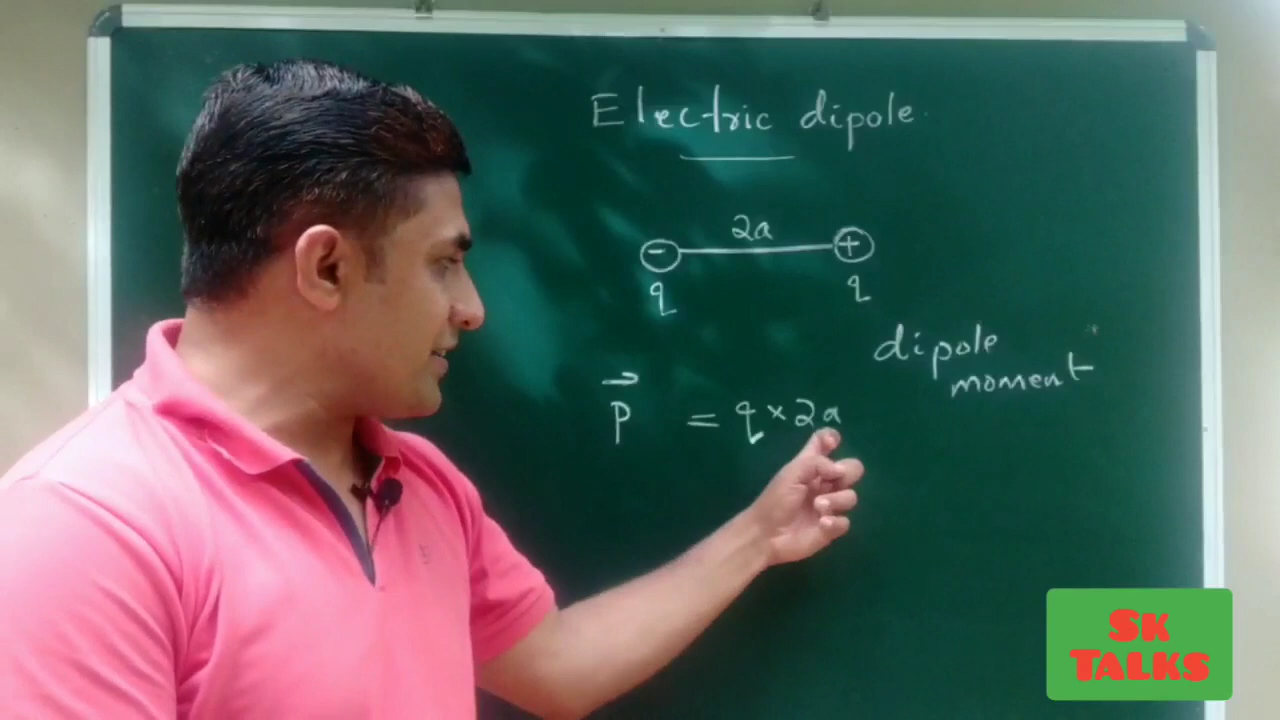 Electric dipole
2a
- +
q q
dipole
moment
→
P = q × 2a
Sk
Talks